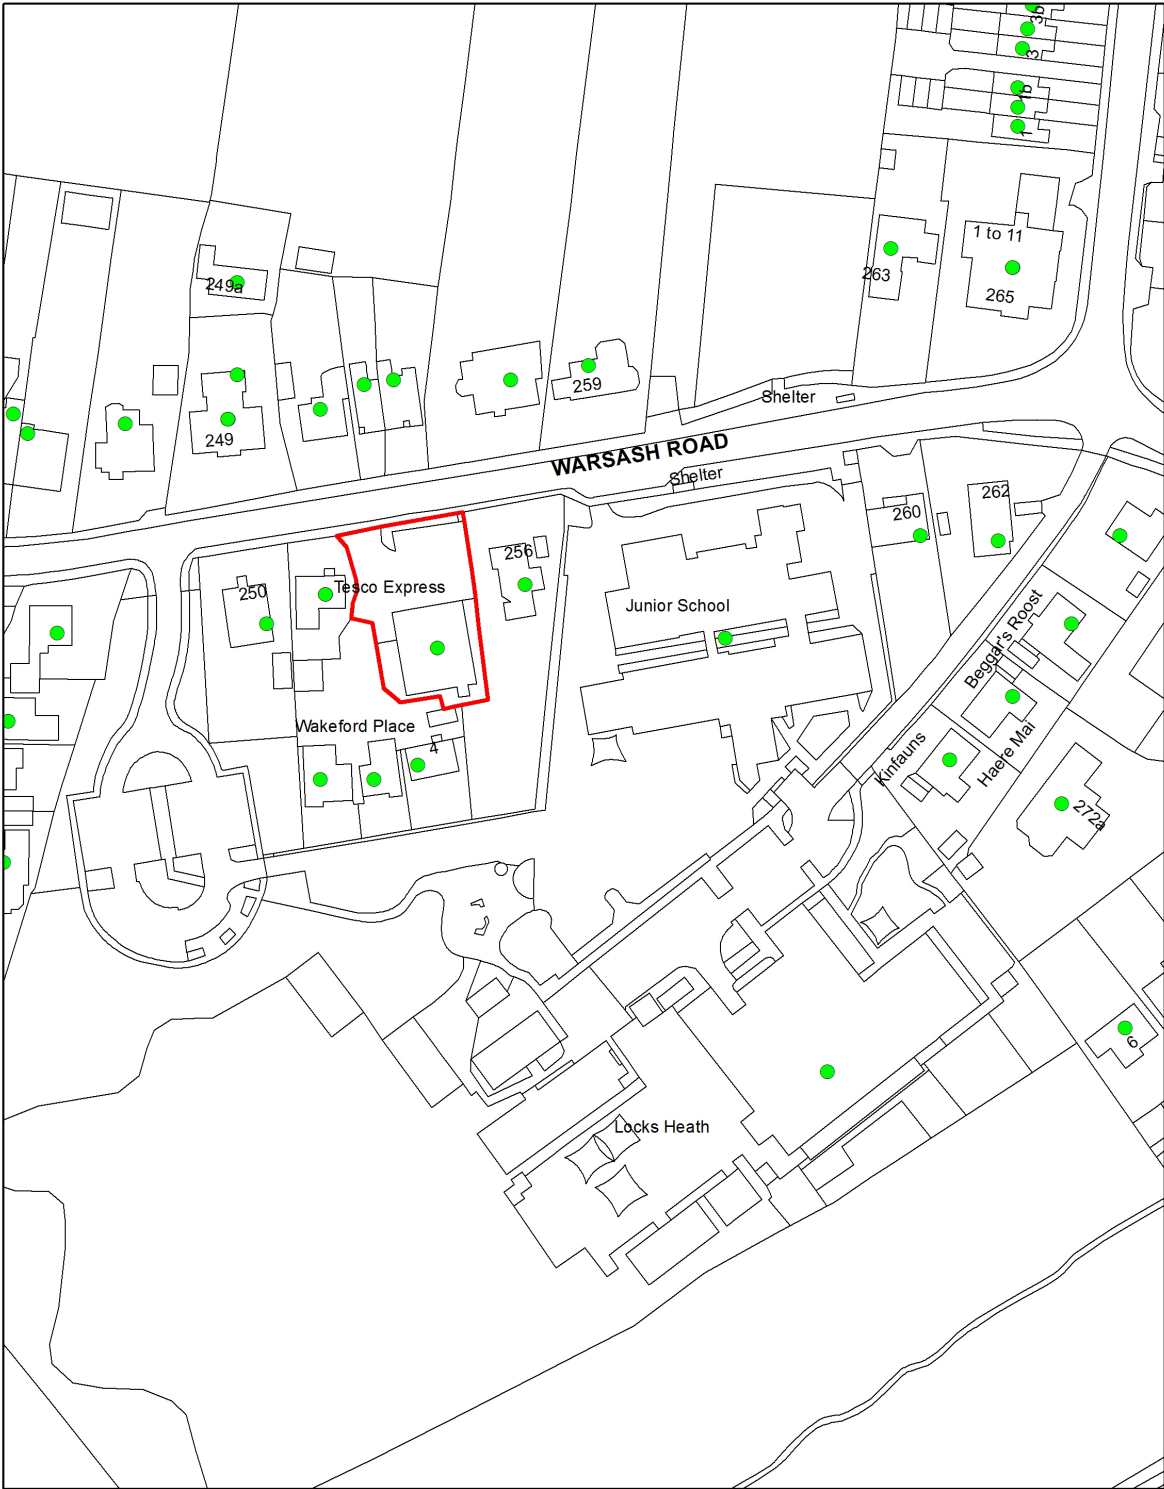 3b
3
1b
1
1 to 11
265
263
249a
249
259
Shelter
WARSASH ROAD
Shelter
260
262
256
250
Tesco Express
Junior School
Beggar's Roost
Wakeford Place
4
Kinfauns
Haere Mai
272a
6
Locks Heath